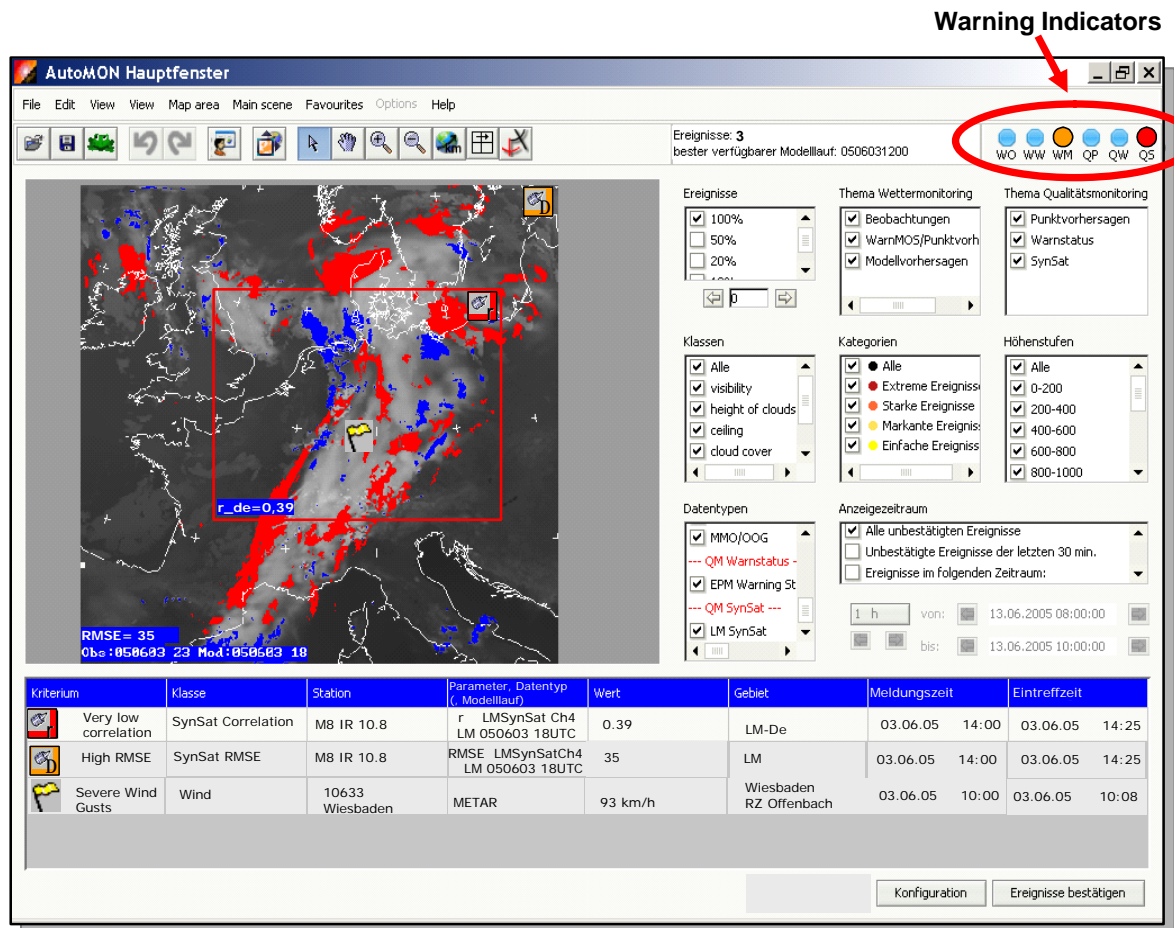 Warning Indicators
AutoMON Hauptfenster
File Edit View View Map area Main scene Favourites Options Help
km
Ereignisse: 3
bester verfügbarer Modelllauf: 0506031200
WO WW WM QP QW QS
Ereignisse
100%
50%
20%
0
Thema Wettermonitoring
Beobachtungen
WarnMOS/Punktvorh
Modellvorhersagen
Thema Qualitätsmonitoring
Punktvorhersagen
Warnstatus
SynSat
Klassen
Alle
visibility
height of clouds
ceiling
cloud cover
Kategorien
Alle
Extreme Ereigniss
Starke Ereignisse
Markante Ereignis
Einfache Ereigniss
Höhenstufen
Alle
0-200
200-400
400-600
600-800
800-1000
Datentypen
MMO/OOG
--- QM Warnstatus -
EPM Warning St
--- QM SynSat ---
LM SynSat
Anzeigezeitraum
Alle unbestätigten Ereignisse
Unbestätigte Ereignisse der letzten 30 min.
Ereignisse im folgenden Zeitraum:
1 h von: 13.06.2005 08:00:00
bis: 13.06.2005 10:00:00
D
r
r_de=0,39
RMSE= 35
Obs:050603 23 Mod:050603 18
Kriterium Klasse Station Parameter, Datentyp (, Modelllauf) Wert Gebiet Meldungszeit Eintreffzeit
r Very low correlation SynSat Correlation M8 IR 10.8 r LMSynSat Ch4 LM 050603 18UTC 0.39 LM-De 03.06.05 14:00 03.06.05 14:25
D High RMSE SynSat RMSE M8 IR 10.8 RMSE LMSynSatCh4 LM 050603 18UTC 35 LM 03.06.05 14:00 03.06.05 14:25
Severe Wind Gusts Wind 10633 Wiesbaden METAR 93 km/h Wiesbaden RZ Offenbach 03.06.05 10:00 03.06.05 10:08
Konfiguration Ereignisse bestätigen